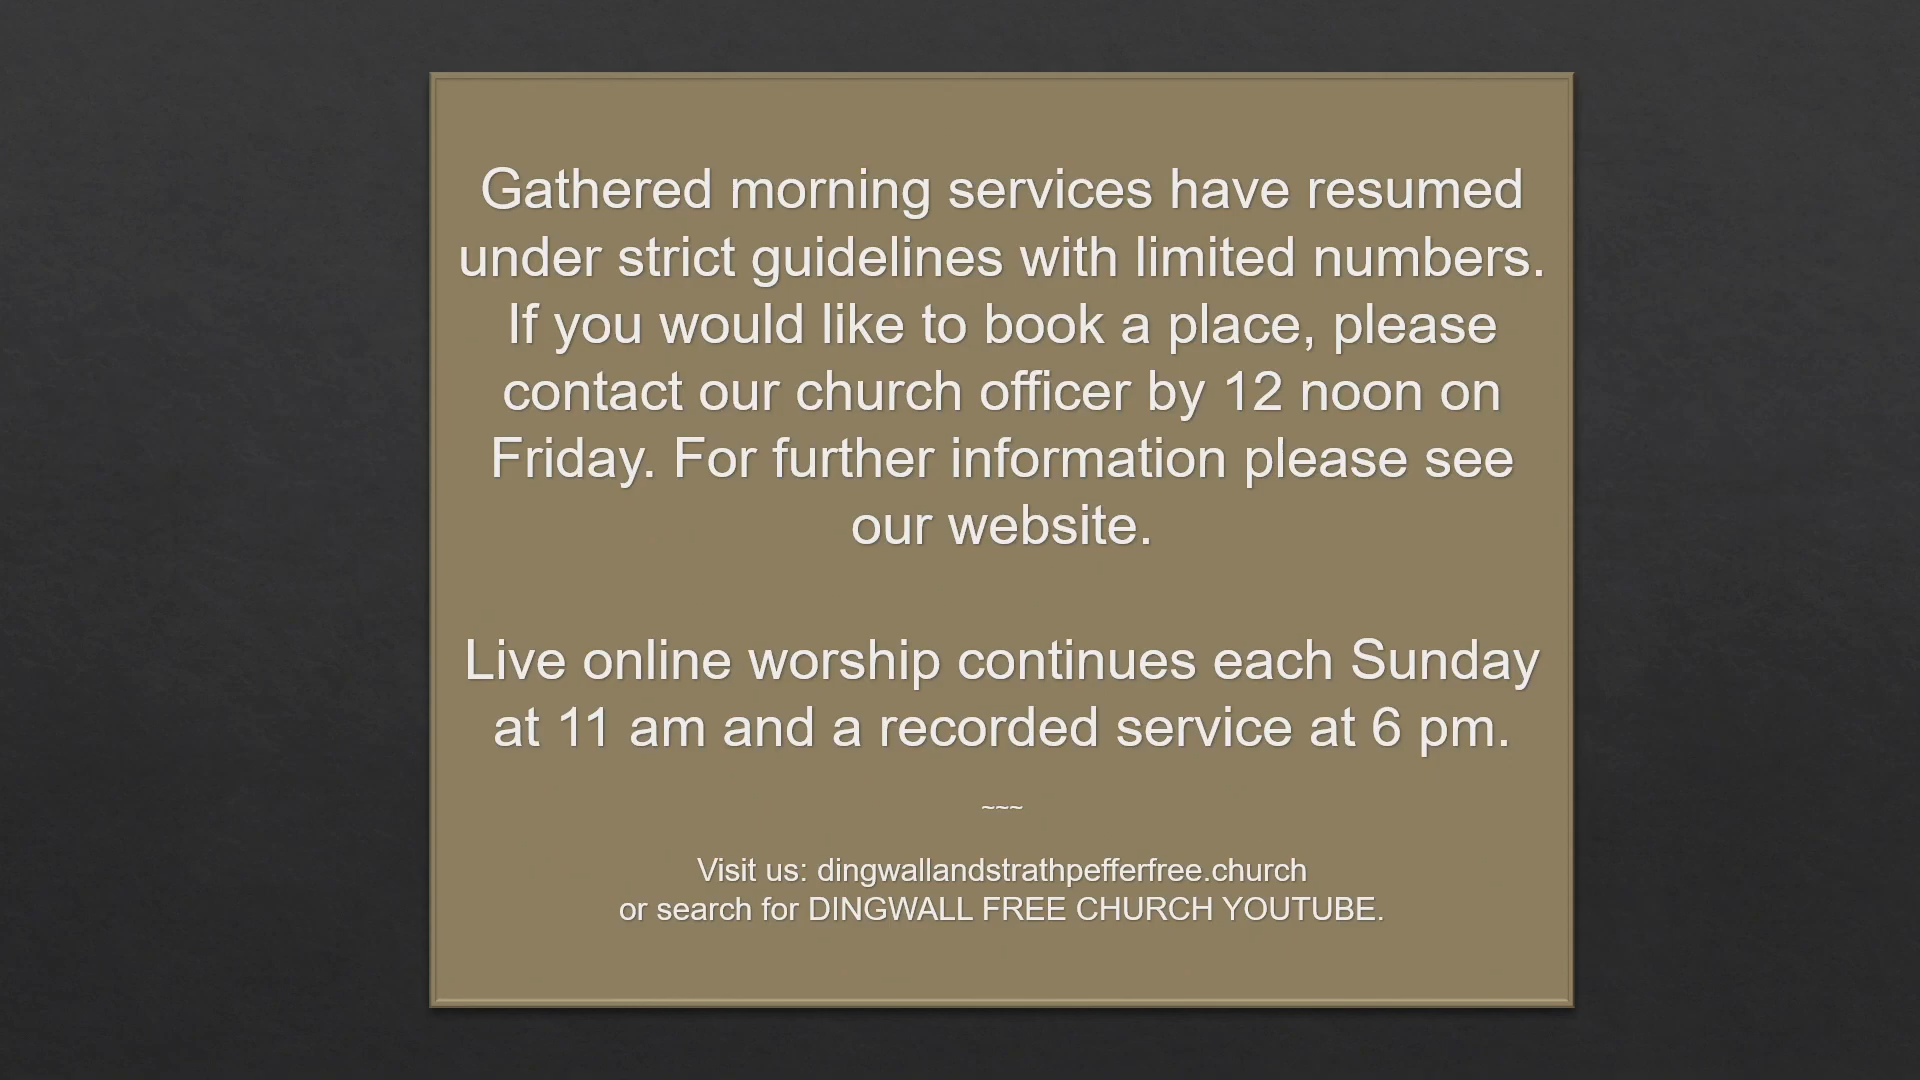 Gathered morning services have resumed
under strict guidelines with limited numbers.
If you would like to book a place, please
contact our church officer by 12 noon on
Friday. For further information please see
our website.
Live online worship continues each Sunday
at 11 am and a recorded service at 6 pm.
~~~
Visit us: dingwallandstrathpefferfree.church
or search for DINGWALL FREE CHURCH YOUTUBE.